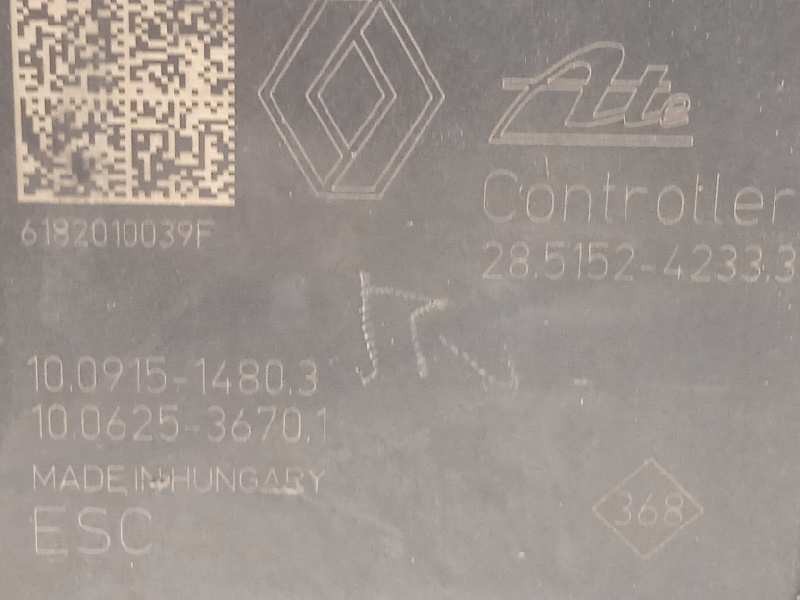 Ate
Controller
28.5152-4233.3
6182010039F
10.0915-1480.3
10.0625-3670.1
MADE IN HUNGARY
ESC
368